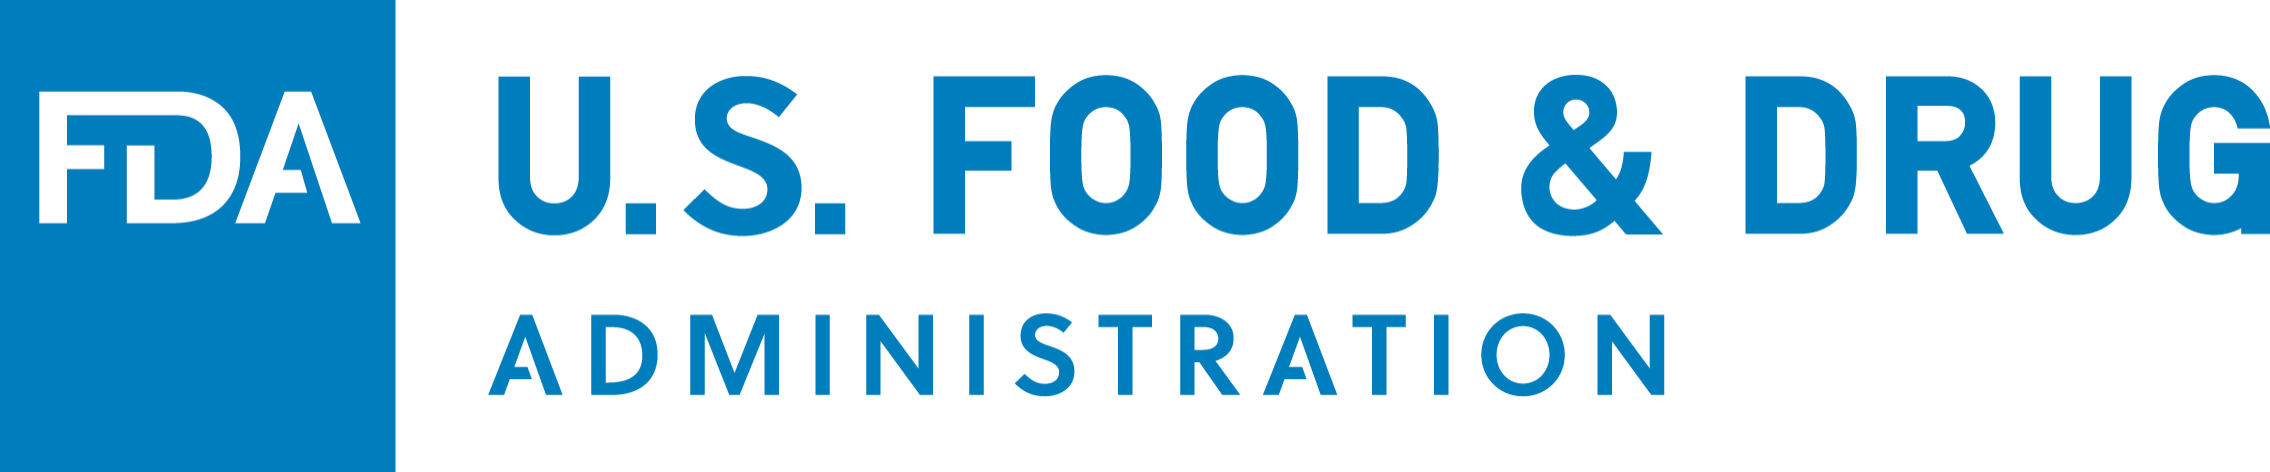 FDA
U.S. FOOD & DRUG
ADMINISTRATION